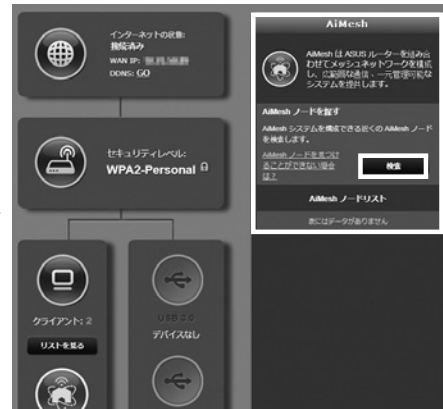 インターネットの状態:
接続済み
WAN IP:
DDNS: GO
セキュリティレベル:
WPA2-Personal
クライアント: 2
リストを見る
USB 3.0
デバイスなし
AiMesh
AiMesh は ASUS ルーターを組み合
わせてメッシュネットワークを構成
し、広範囲な通信、一元管理可能な
システムを提供します。
AiMesh ノードを探す
AiMesh システムを構成できる近くの AiMesh ノード
を検索します。
AiMesh ノードを見つけ
ることができない場合
は?
検索
AiMesh ノードリスト
表にはデータがありません